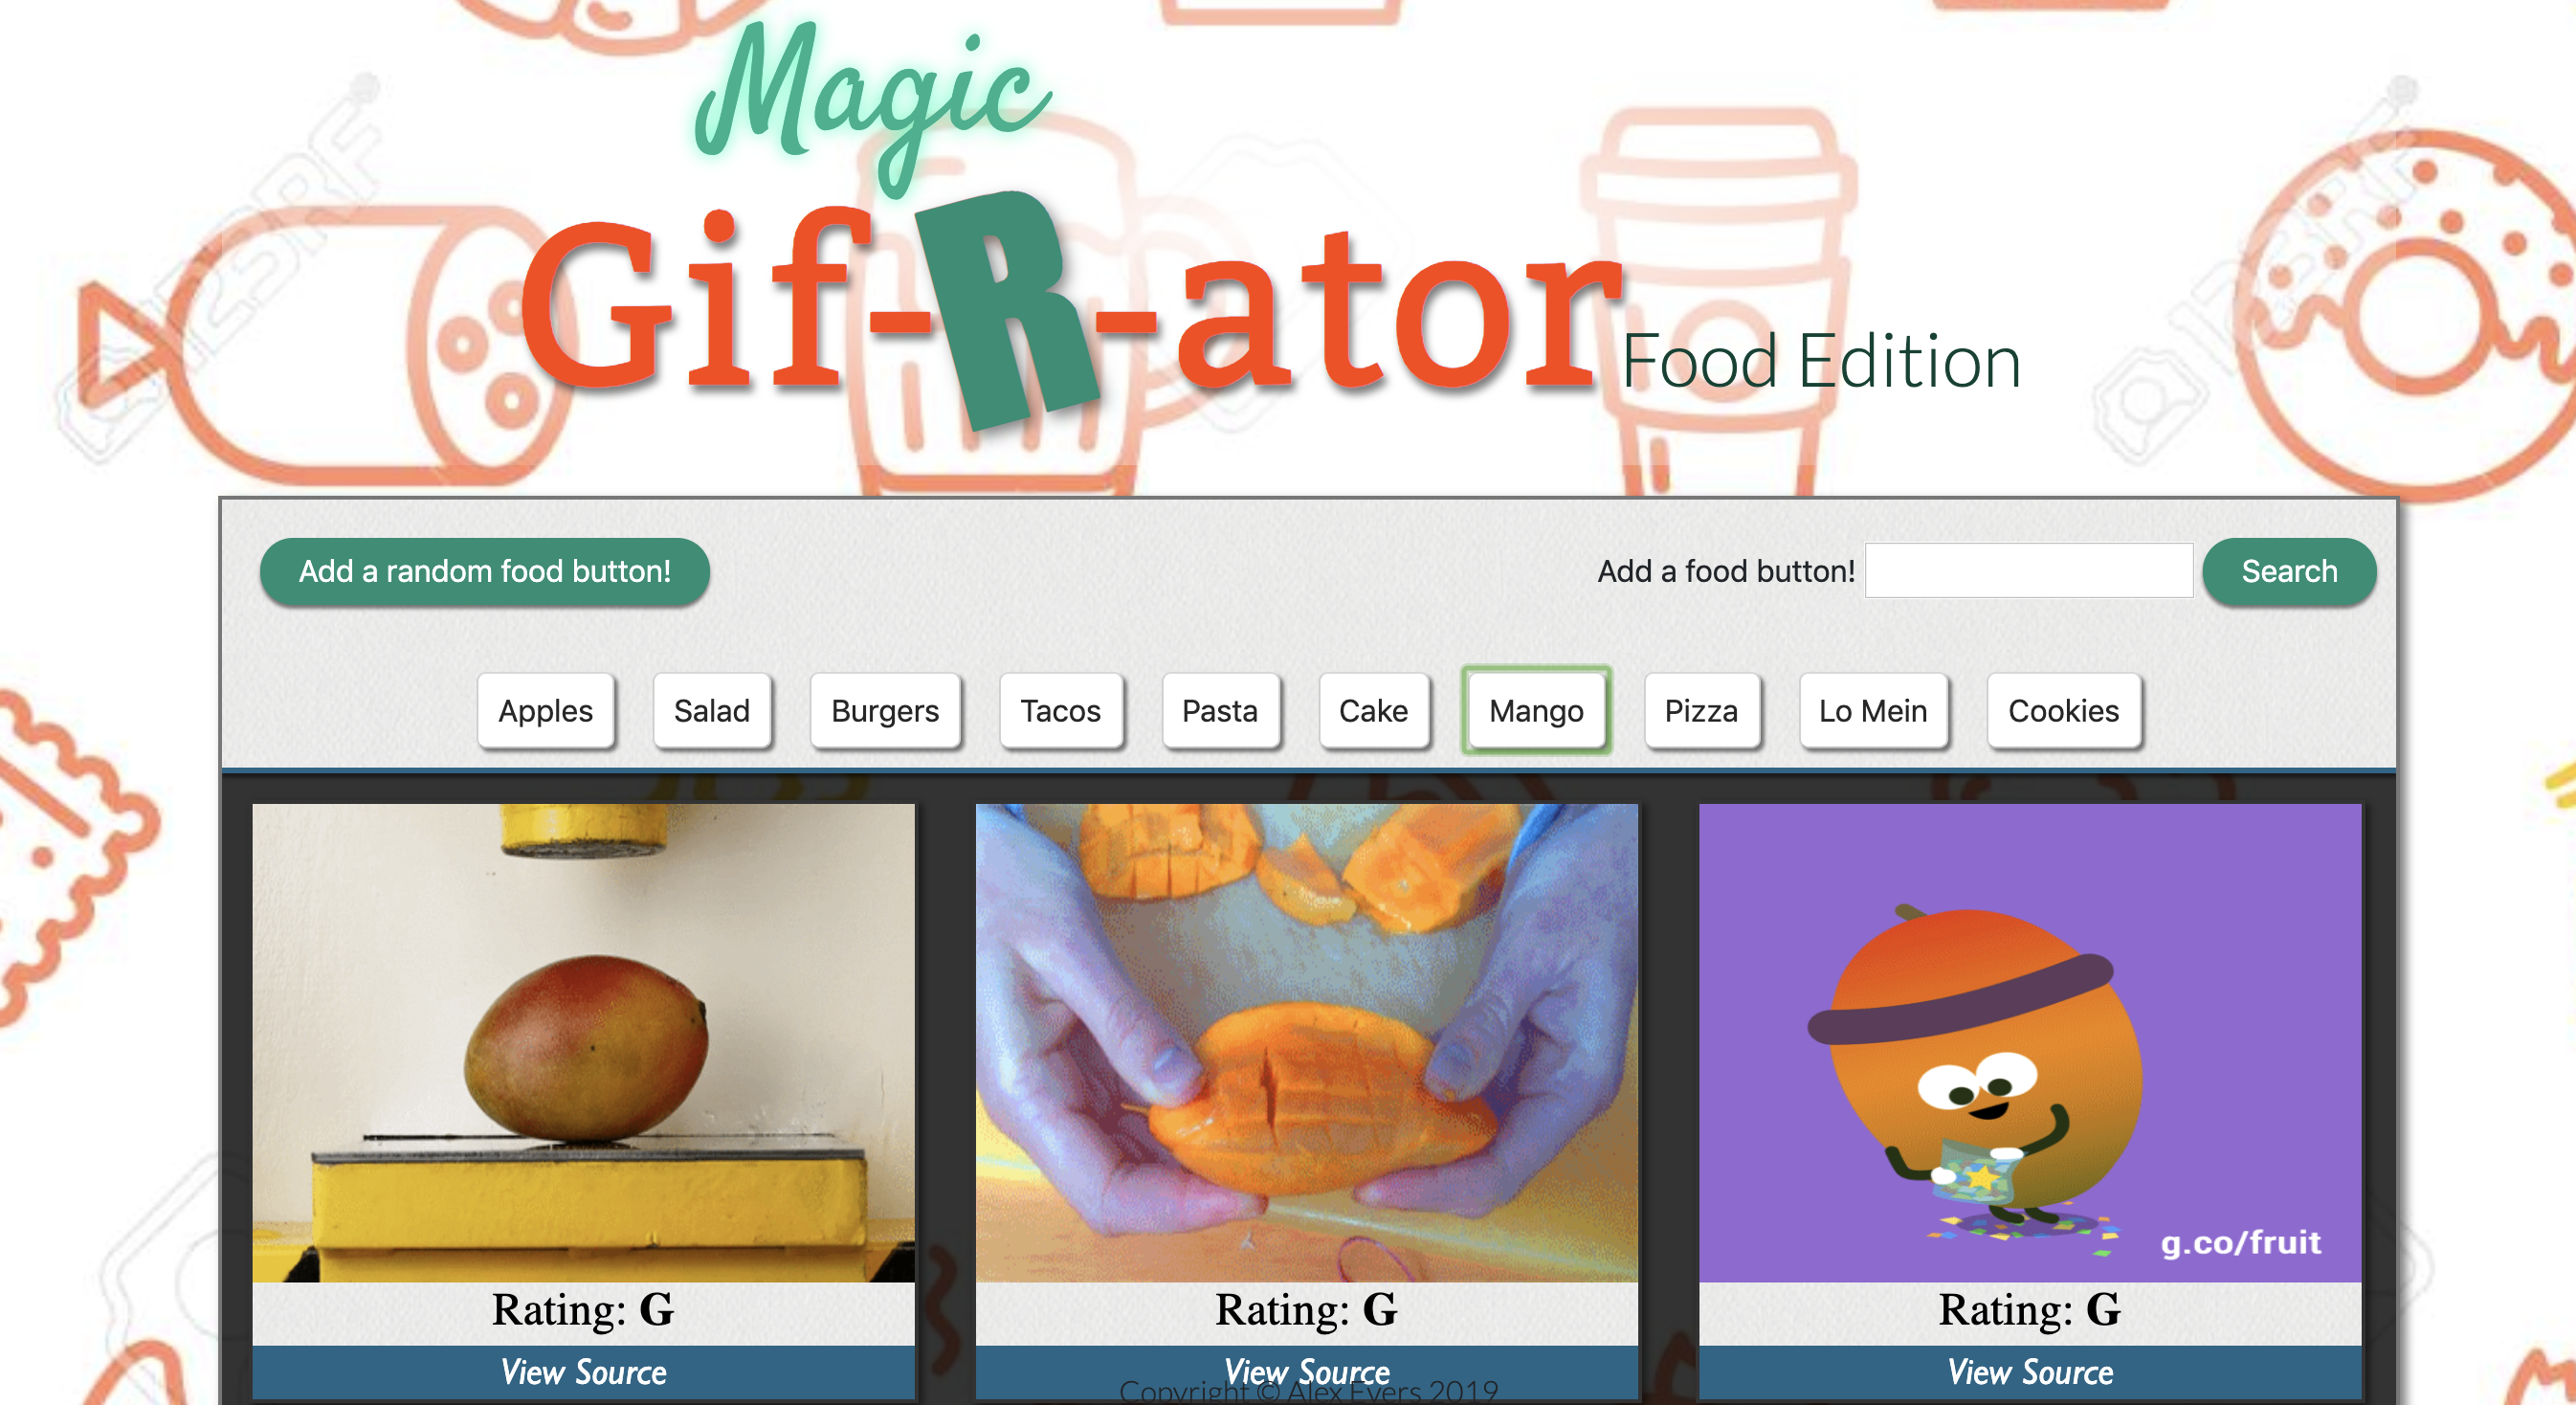 Magic
Gif-R-ator Food Edition
Add a random food button! Add a food button! Search
Apples Salad Burgers Tacos Pasta Cake Mango Pizza Lo Mein Cookies
g.co/fruit
Rating: G Rating: G Rating: G
View Source View Source View Source
Copyright © Alex Evers 2019
123RF
123RF